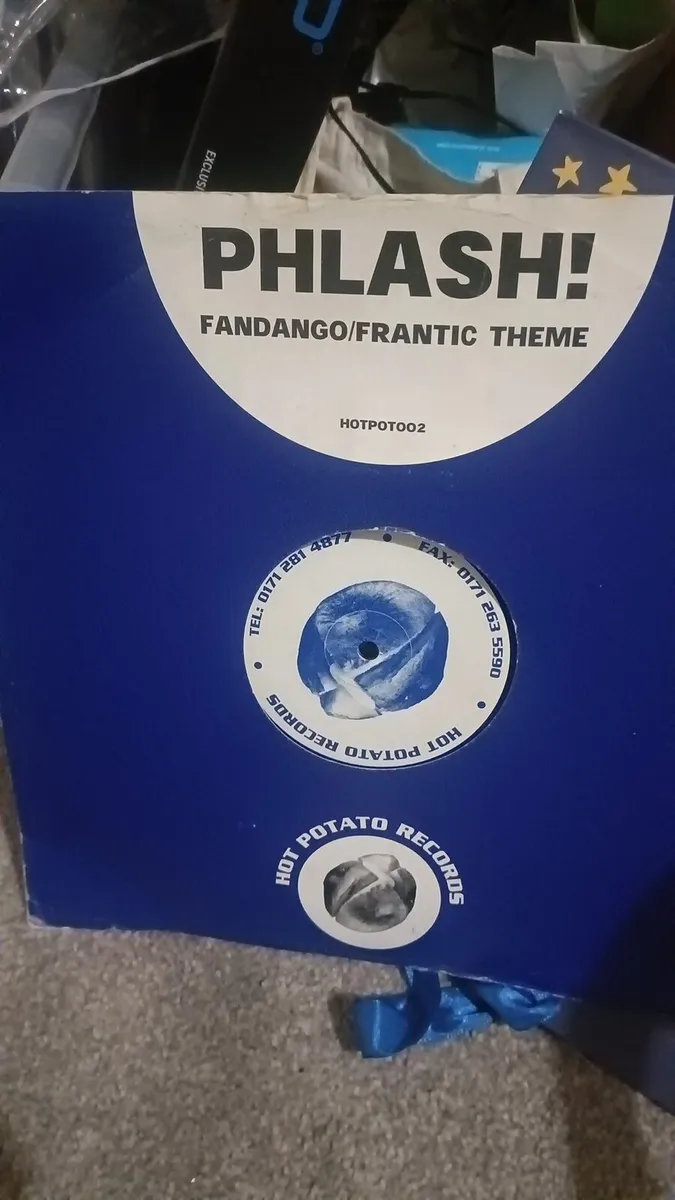 EXCLUSI
PHLASH!
FANDANGO/FRANTIC THEME
HOTPOT002
TEL: 0171 281 4877
FAX: 0171 263 5590
HOT POTATO RECORDS
HOT POTATO RECORDS